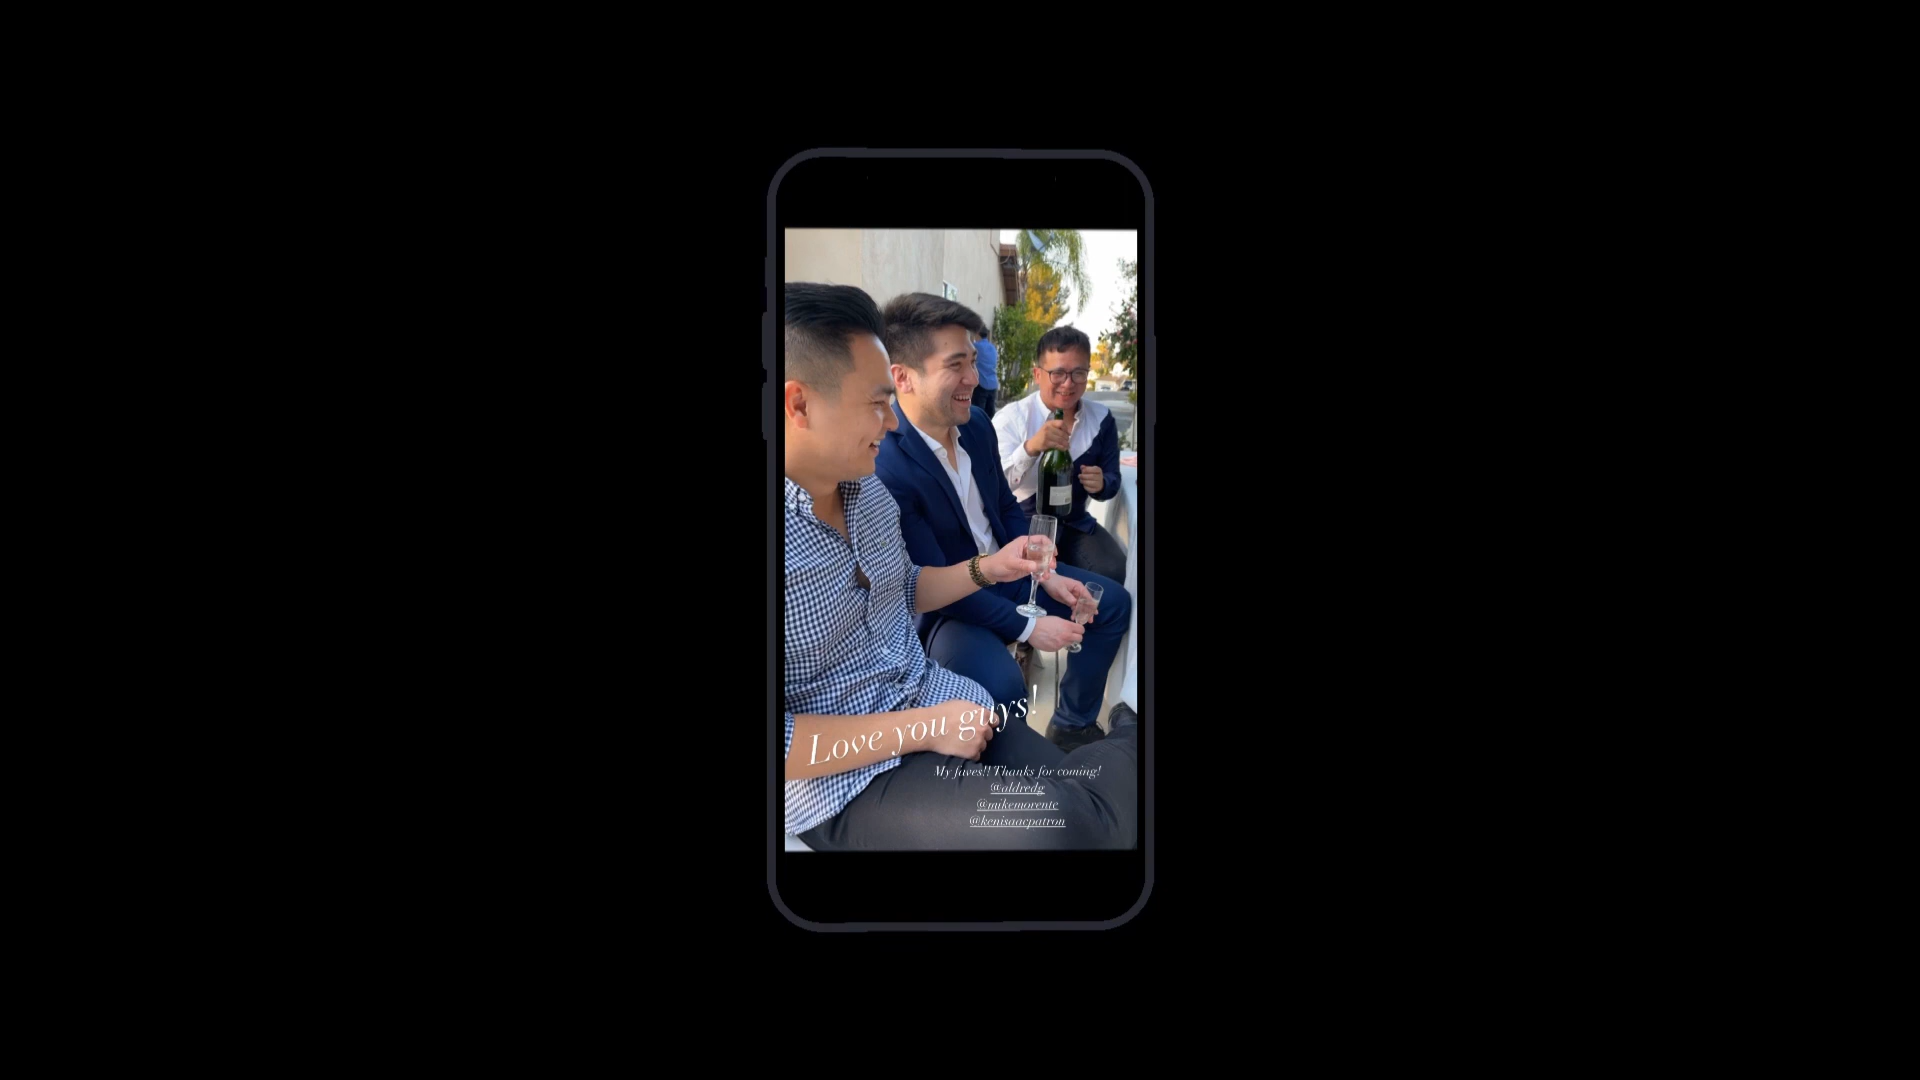 Love you guys!
My faves!! Thanks for coming!
@aldredg
@mikemorente
@kenisaacpatron